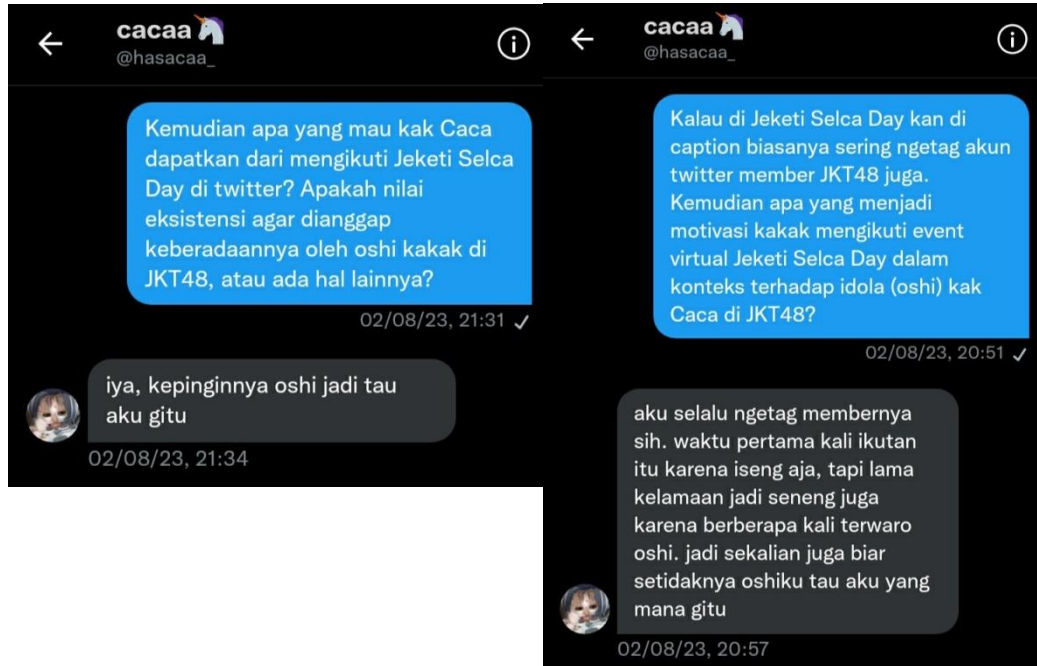 cacaa🦄
@hasacaa_
Kemudian apa yang mau kak Caca
dapatkan dari mengikuti Jeketi Selca
Day di twitter? Apakah nilai
eksistensi agar dianggap
keberadaannya oleh oshi kakak di
JKT48, atau ada hal lainnya?
02/08/23, 21:31 ✓
iya, kepinginnya oshi jadi tau
aku gitu
02/08/23, 21:34
cacaa🦄
@hasacaa_
Kalau di Jeketi Selca Day kan di
caption biasanya sering ngetag akun
twitter member JKT48 juga.
Kemudian apa yang menjadi
motivasi kakak mengikuti event
virtual Jeketi Selca Day dalam
konteks terhadap idola (oshi) kak
Caca di JKT48?
02/08/23, 20:51 ✓
aku selalu ngetag membernya
sih. waktu pertama kali ikutan
itu karena iseng aja, tapi lama
kelamaan jadi seneng juga
karena berberapa kali terwaro
oshi. jadi sekalian juga biar
setidaknya oshiku tau aku yang
mana gitu
02/08/23, 20:57